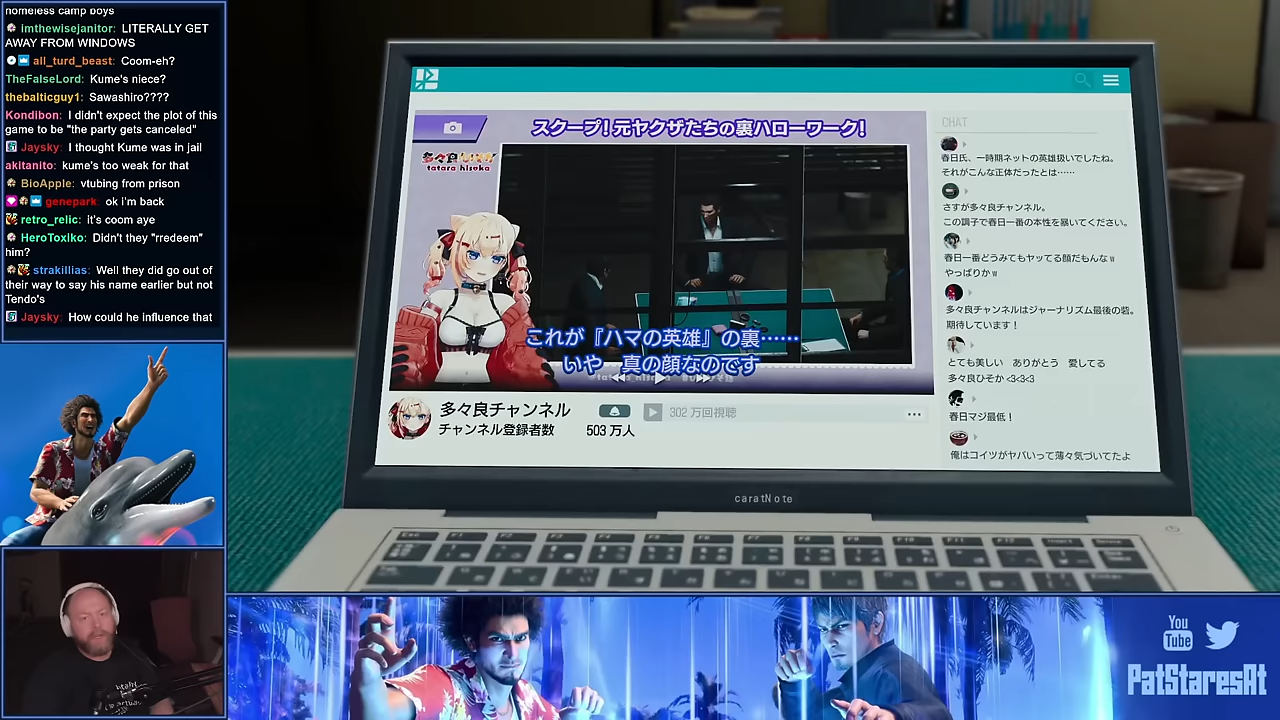 nomeless camp boys
imthewisejanitor: LITERALLY GET
AWAY FROM WINDOWS
all_turd_beast: Coom-eh?
TheFalseLord: Kume's niece?
thebalticguy1: Sawashiro????
Kondibon: I didn't expect the plot of this
game to be "the party gets canceled"
Jaysky: I thought Kume was in jail
akitanito: kume's too weak for that
BioApple: vtubing from prison
genepark: ok i'm back
retro_relic: it's coom aye
HeroToxiko: Didn't they "rredeem"
him?
strakillias: Well they did go out of
their way to say his name earlier but not
Tendo's
Jaysky: How could he influence that
スクープ！元ヤクザたちの裏ハローワーク！
多々良ひそか
tatara hisoka
これが『ハマの英雄』の裏……
いや　真の顔なのです
多々良チャンネル
チャンネル登録者数
503 万人
302 万回視聴
CHAT
春日氏、一時期ネットの英雄扱いでしたね。
それがこんな正体だったとは……
さすが多々良チャンネル。
この調子で春日一番の本性を暴いてください。
春日一番どうみてもヤッてる顔だもんなw
やっぱりかw
多々良チャンネルはジャーナリズム最後の砦。
期待しています！
とても美しい　ありがとう　愛してる
多々良ひそか <3<3<3
春日マジ最低！
俺はコイツがヤバいって薄々気づいてたよ
caratNote
You
Tube
PatStaresAt